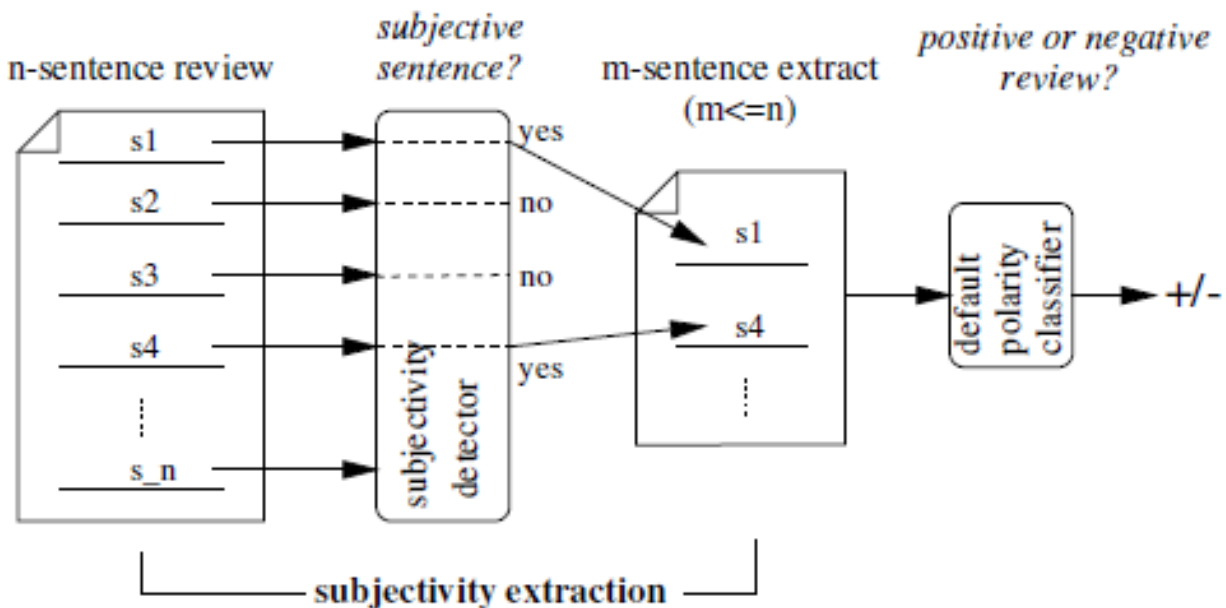 n-sentence review
subjective
sentence?
m-sentence extract
(m<=n)
positive or negative
review?
s1
s2
s3
s4
s_n
subjectivity
detector
yes
no
no
yes
s1
s4
default
polarity
classifier
+/-
subjectivity extraction